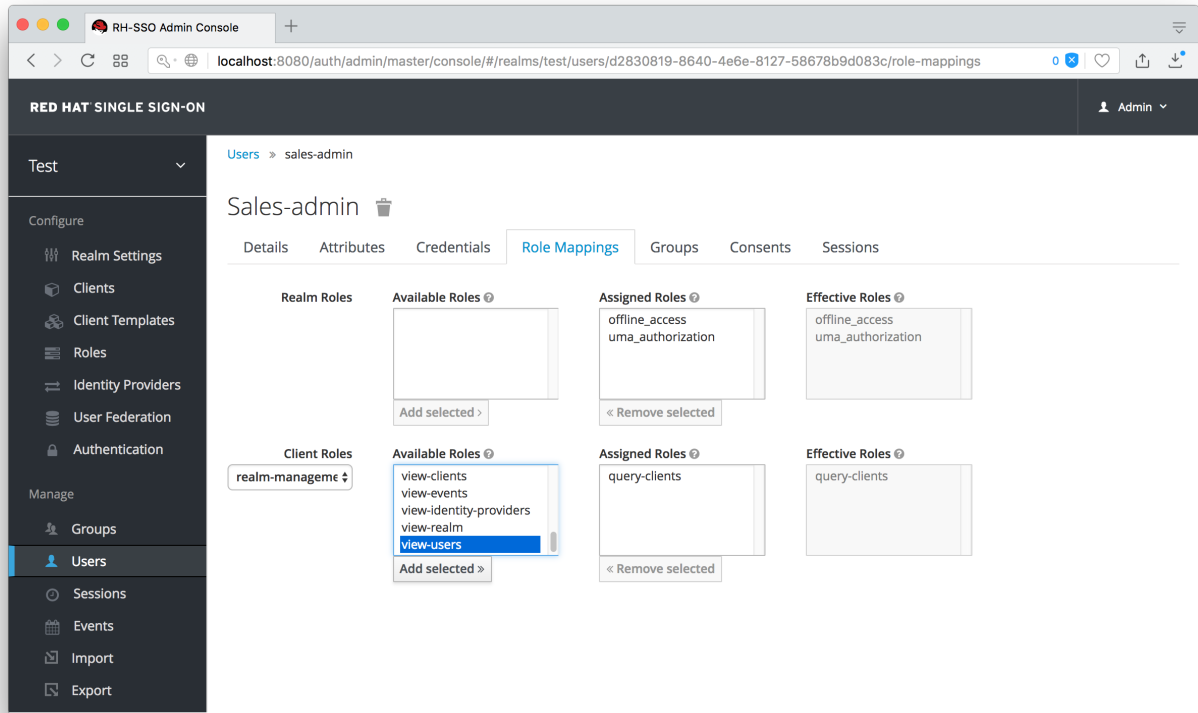 RH-SSO Admin Console
localhost:8080/auth/admin/master/console/#/realms/test/users/d2830819-8640-4e6e-8127-58678b9d083c/role-mappings
0
RED HAT® SINGLE SIGN-ON
Admin
Test
Configure
Realm Settings
Clients
Client Templates
Roles
Identity Providers
User Federation
Authentication
Manage
Groups
Users
Sessions
Events
Import
Export
Users » sales-admin
Sales-admin
Details Attributes Credentials Role Mappings Groups Consents Sessions
Realm Roles
Available Roles
Add selected ›
Assigned Roles
offline_access
uma_authorization
« Remove selected
Effective Roles
offline_access
uma_authorization
Client Roles
realm-manageme
Available Roles
view-clients
view-events
view-identity-providers
view-realm
view-users
Add selected »
Assigned Roles
query-clients
« Remove selected
Effective Roles
query-clients